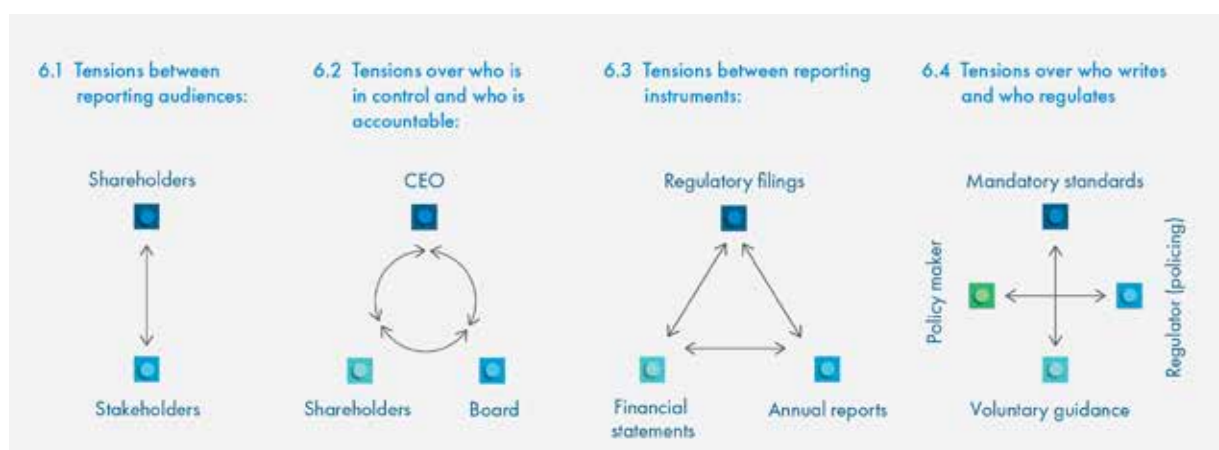 6.1 Tensions between
reporting audiences:
Shareholders
Stakeholders
6.2 Tensions over who is
in control and who is
accountable:
CEO
Shareholders
Board
6.3 Tensions between reporting
instruments:
Regulatory filings
Financial
statements
Annual reports
6.4 Tensions over who writes
and who regulates
Mandatory standards
Policy maker
Regulator (policing)
Voluntary guidance